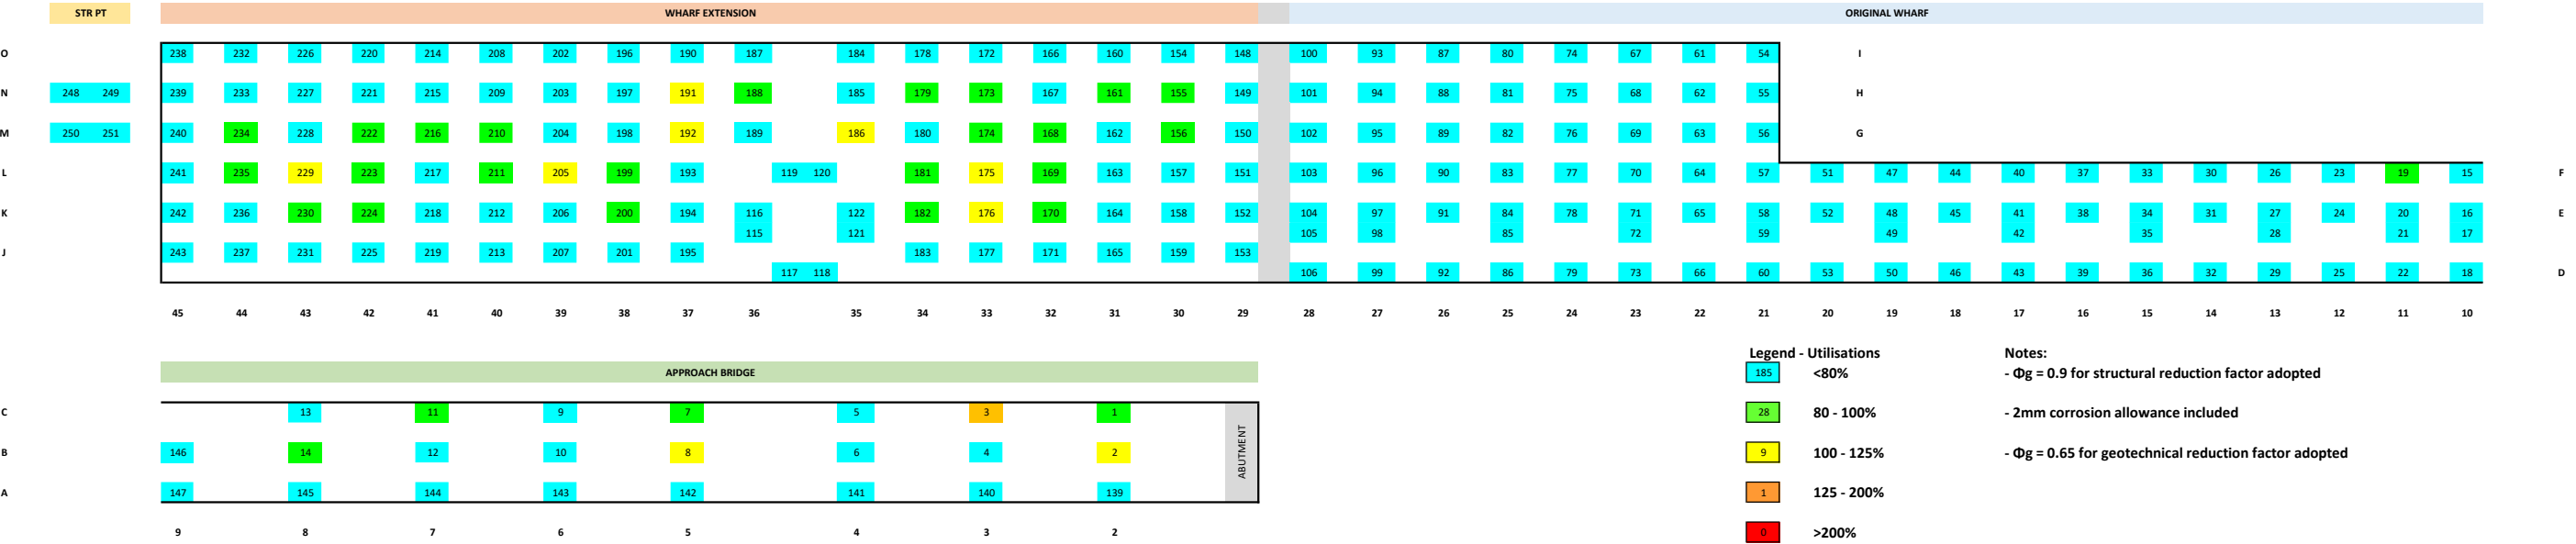 STR PT WHARF EXTENSION ORIGINAL WHARF
O 238 232 226 220 214 208 202 196 190 187 184 178 172 166 160 154 148 100 93 87 80 74 67 61 54 I
N 248 249 239 233 227 221 215 209 203 197 191 188 185 179 173 167 161 155 149 101 94 88 81 75 68 62 55 H
M 250 251 240 234 228 222 216 210 204 198 192 189 186 180 174 168 162 156 150 102 95 89 82 76 69 63 56 G
L 241 235 229 223 217 211 205 199 193 119 120 181 175 169 163 157 151 103 96 90 83 77 70 64 57 51 47 44 40 37 33 30 26 23 19 15 F
K 242 236 230 224 218 212 206 200 194 116 122 182 176 170 164 158 152 104 97 91 84 78 71 65 58 52 48 45 41 38 34 31 27 24 20 16 E
115 121 105 98 85 72 59 49 42 35 28 21 17
J 243 237 231 225 219 213 207 201 195 183 177 171 165 159 153
117 118 106 99 92 86 79 73 66 60 53 50 46 43 39 36 32 29 25 22 18 D
45 44 43 42 41 40 39 38 37 36 35 34 33 32 31 30 29 28 27 26 25 24 23 22 21 20 19 18 17 16 15 14 13 12 11 10
APPROACH BRIDGE
C 13 11 9 7 5 3 1
B 146 14 12 10 8 6 4 2
A 147 145 144 143 142 141 140 139
ABUTMENT
9 8 7 6 5 4 3 2
Legend - Utilisations
185 <80%
28 80 - 100%
9 100 - 125%
1 125 - 200%
0 >200%
Notes:
- Φg = 0.9 for structural reduction factor adopted
- 2mm corrosion allowance included
- Φg = 0.65 for geotechnical reduction factor adopted